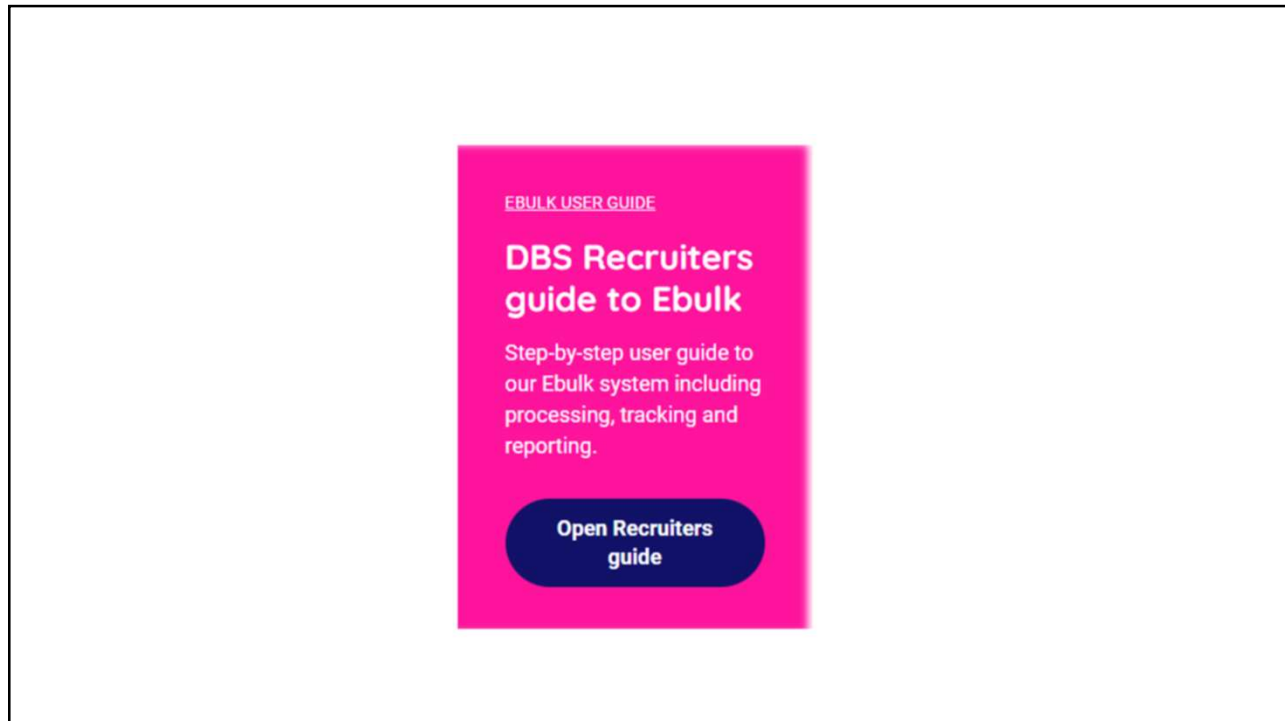 EBULK USER GUIDE
DBS Recruiters
guide to Ebulk
Step-by-step user guide to
our Ebulk system including
processing, tracking and
reporting.
Open Recruiters
guide